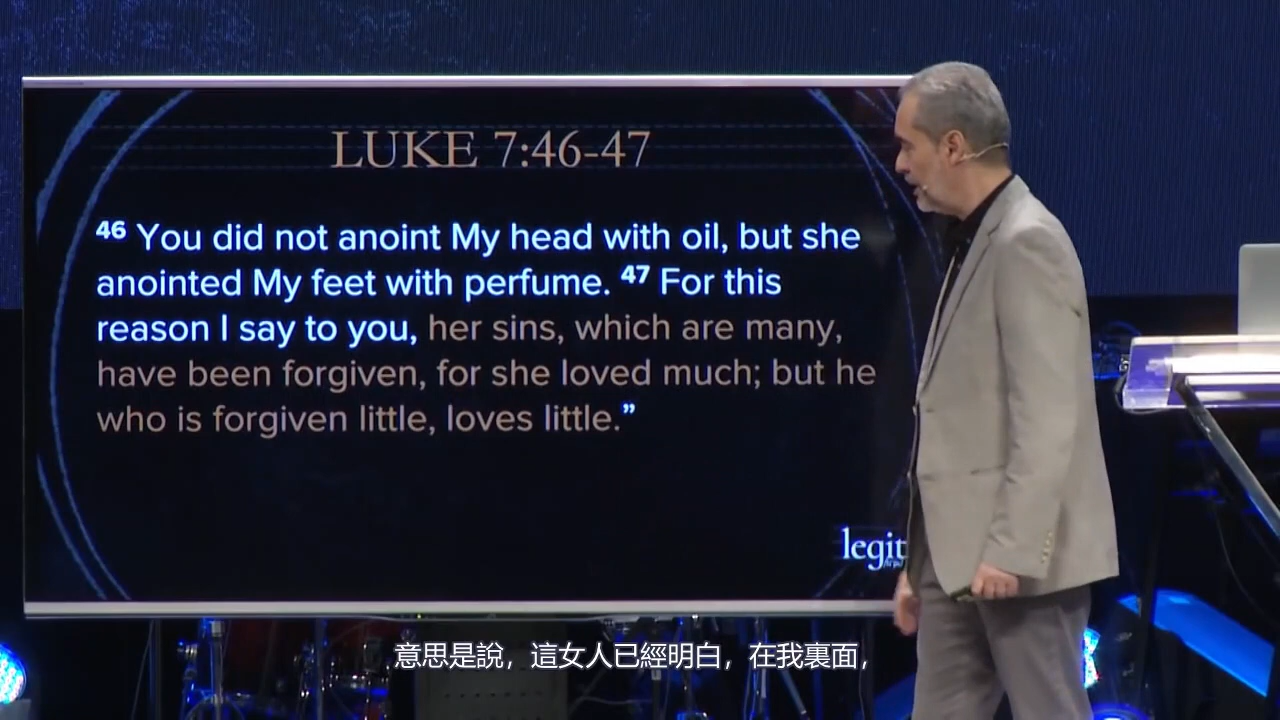 LUKE 7:46-47
46 You did not anoint My head with oil, but she
anointed My feet with perfume. 47 For this
reason I say to you, her sins, which are many,
have been forgiven, for she loved much; but he
who is forgiven little, loves little.”
legit
意思是說，這女人已經明白，在我裏面，